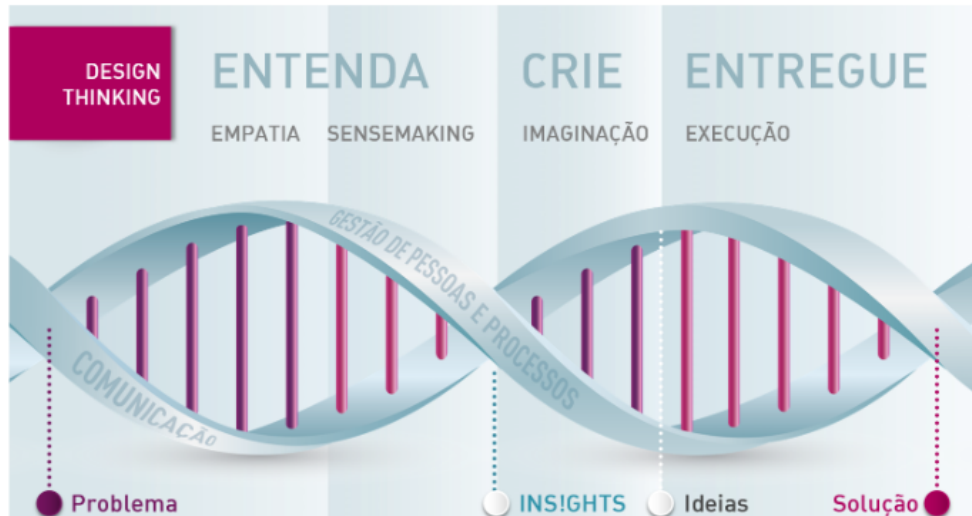 DESIGN
THINKING
ENTENDA
CRIE
ENTREGUE
EMPATIA
SENSEMAKING
IMAGINAÇÃO
EXECUÇÃO
GESTÃO DE PESSOAS E PROCESSOS
COMUNICAÇÃO
Problema
INS!GHTS
Ideias
Solução